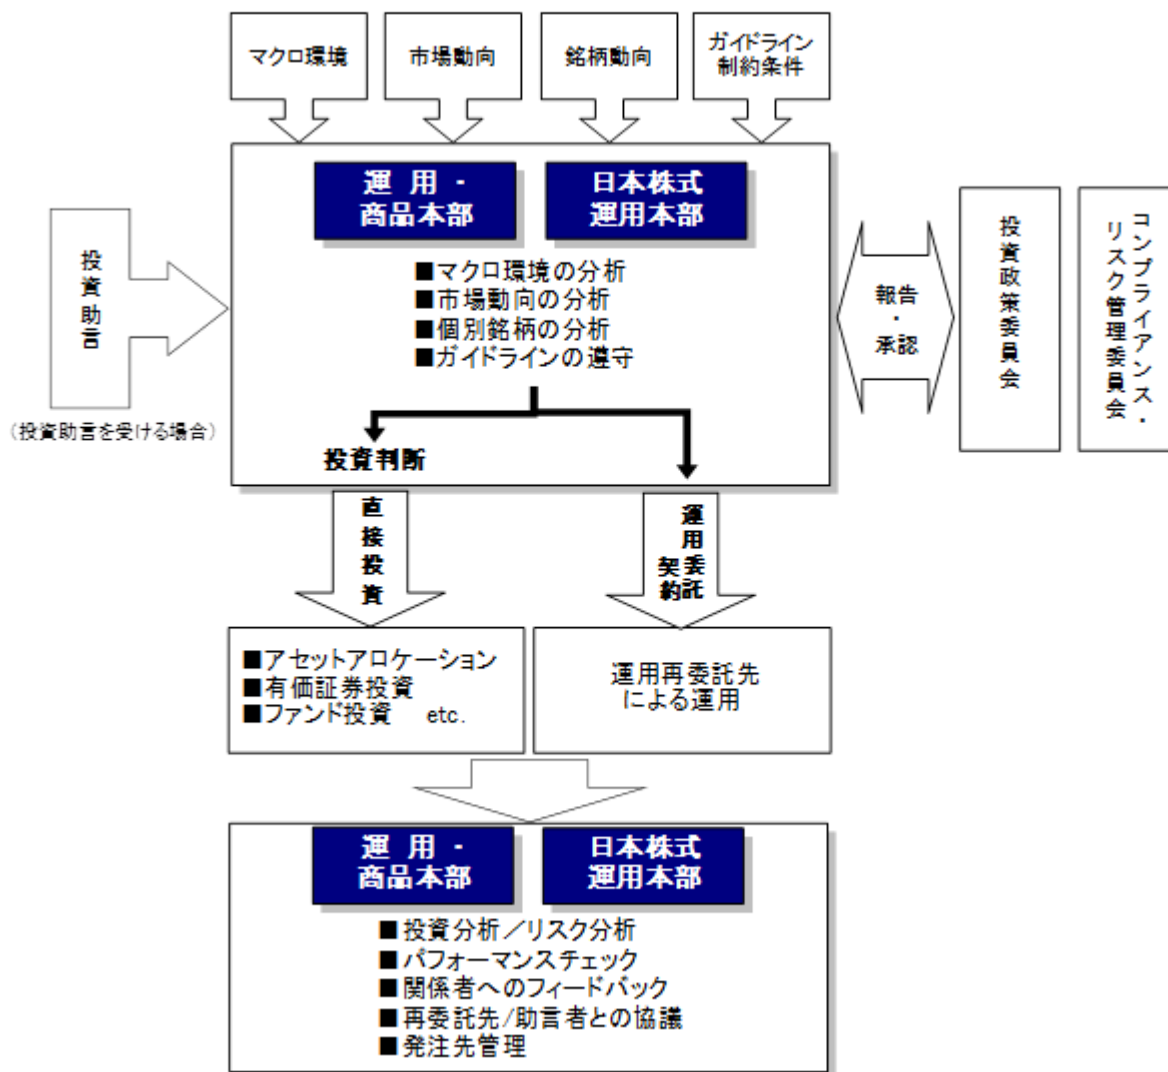 マクロ環境
市場動向
銘柄動向
ガイドライン
制約条件
運 用 -
商品本部
日本株式
運用本部
■マクロ環境の分析
■市場動向の分析
■個別銘柄の分析
■ガイドラインの遵守
投資助言
(投資助言を受ける場合)
報告
・
承認
投資政策委員会
コンプライアンス・
リスク管理委員会
投資判断
直接投資
運用委託
契約
■アセットアロケーション
■有価証券投資
■ファンド投資 etc.
運用再委託先
による運用
運 用 -
商品本部
日本株式
運用本部
■投資分析／リスク分析
■パフォーマンスチェック
■関係者へのフィードバック
■再委託先/助言者との協議
■発注先管理